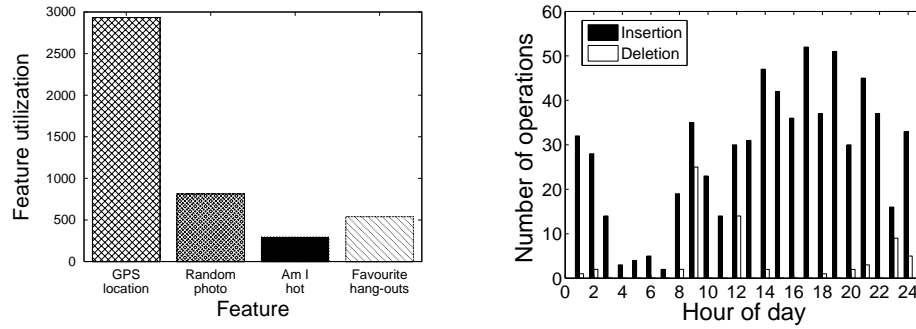 Feature utilization
3000
2500
2000
1500
1000
500
0
GPS location
Random photo
Am I hot
Favourite hang-outs
Feature
Number of operations
60
50
40
30
20
10
0
Insertion
Deletion
0 2 4 6 8 10 12 14 16 18 20 22 24
Hour of day